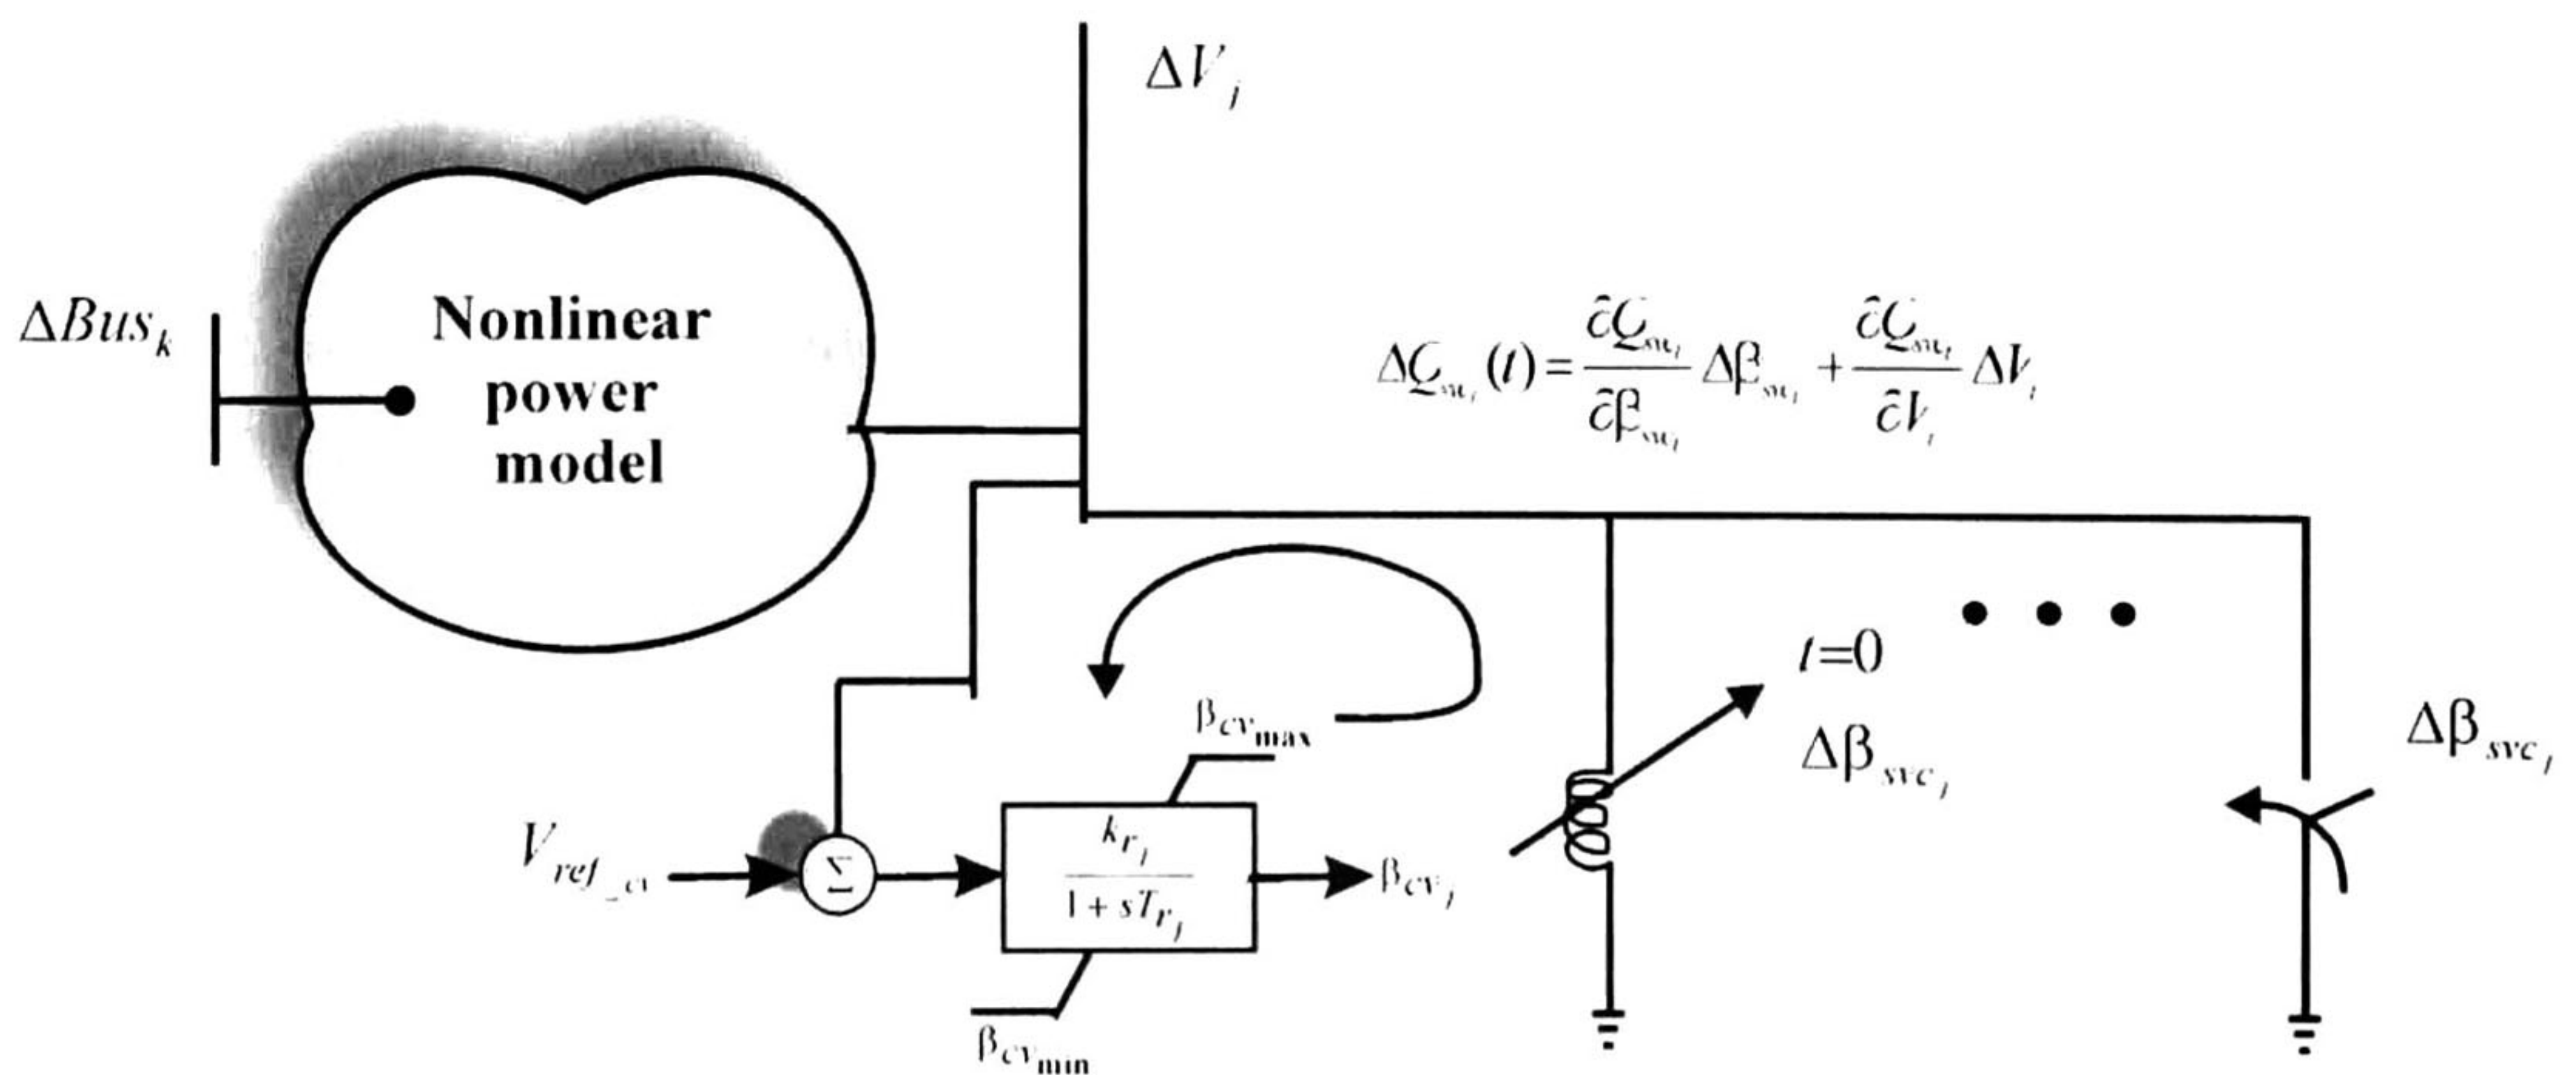 ΔV_j
ΔBus_k
Nonlinear
power
model
ΔQ_svc_j (t) = ∂Q_svc_j / ∂β_svc_j Δβ_svc_j + ∂Q_svc_j / ∂V_j ΔV_j
t=0
Δβ_svc_j
Δβ_svc_j
β_cv_max
V_ref_cv
Σ
k_r_j / 1 + sT_r_j
β_cv_j
β_cv_min